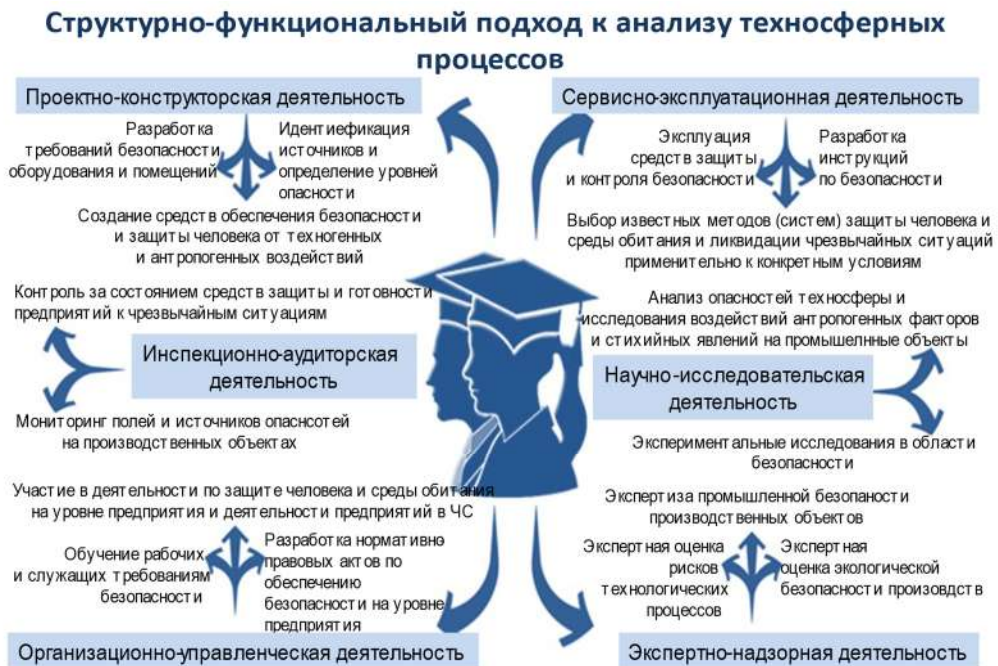 Структурно-функциональный подход к анализу техносферных
процессов
Проектно-конструкторская деятельность
Разработка
требований безопасности
оборудования и помещений
Идентиефикация
источников и
определение уровней
опасности
Создание средств обеспечения безопасности
и защиты человека от техногенных
и антропогенных воздействий
Сервисно-эксплуатационная деятельность
Эксплуация
средств защиты
и контроля безопасности
Разработка
инструкций
по безопасности
Выбор известных методов (систем) защиты человека и
среды обитания и ликвидации чрезвычайных ситуаций
применительно к конкретным условиям
Контроль за состоянием средств защиты и готовности
предприятий к чрезвычайным ситуациям
Инспекционно-аудиторская
деятельность
Мониторинг полей и источников опаснсотей
на производственных объектах
Анализ опасностей техносферы и
исследования воздействий антропогенных факторов
и стихийных явлений на промышелнные объекты
Научно-исследовательская
деятельность
Экспериментальные исследования в области
безопасности
Участие в деятельности по защите человека и среды обитания
на уровне предприятия и деятельности предприятий в ЧС
Обучение рабочих
и служащих требованиям
безопасности
Разработка нормативно
правовых актов по
обеспечению
безопасности на уровне
предприятия
Организационно-управленческая деятельность
Экспертиза промышленной безопаности
производственных объектов
Экспертная оценка
рисков
технологических
процессов
Экспертная
оценка экологической
безопасности произовдств
Экспертно-надзорная деятельность